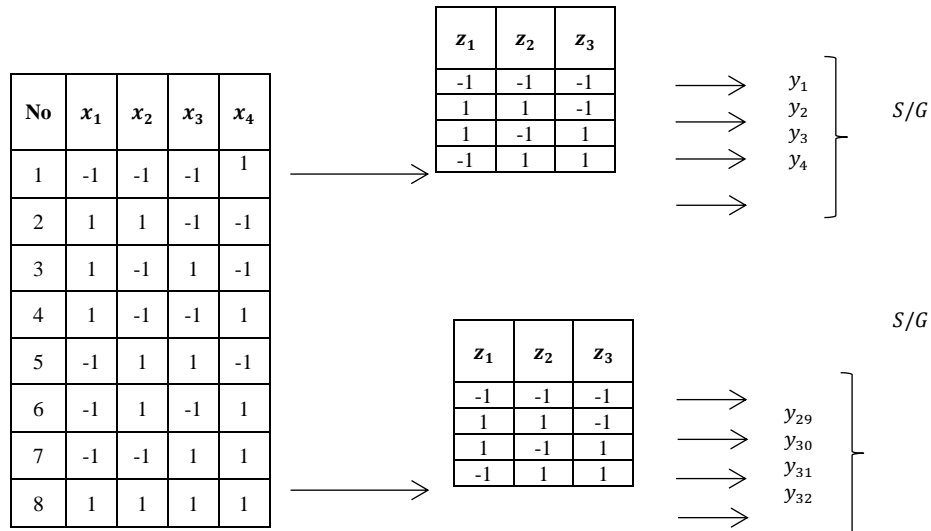 No x₁ x₂ x₃ x₄
1 -1 -1 -1 1
2 1 1 -1 -1
3 1 -1 1 -1
4 1 -1 -1 1
5 -1 1 1 -1
6 -1 1 -1 1
7 -1 -1 1 1
8 1 1 1 1
z₁ z₂ z₃
-1 -1 -1
1 1 -1
1 -1 1
-1 1 1
y₁
y₂
y₃
y₄
S/G
z₁ z₂ z₃
-1 -1 -1
1 1 -1
1 -1 1
-1 1 1
y₂₉
y₃₀
y₃₁
y₃₂
S/G